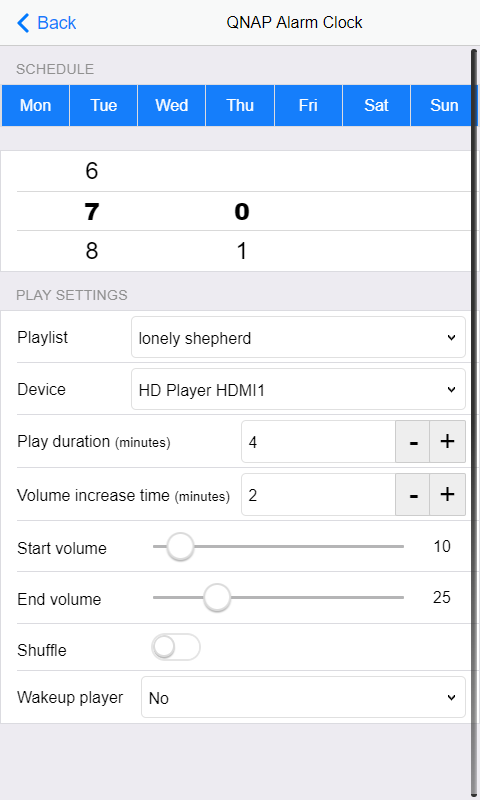 Back QNAP Alarm Clock
SCHEDULE
Mon Tue Wed Thu Fri Sat Sun
6
7 0
8 1
PLAY SETTINGS
Playlist lonely shepherd
Device HD Player HDMI1
Play duration (minutes) 4 - +
Volume increase time (minutes) 2 - +
Start volume 10
End volume 25
Shuffle
Wakeup player No